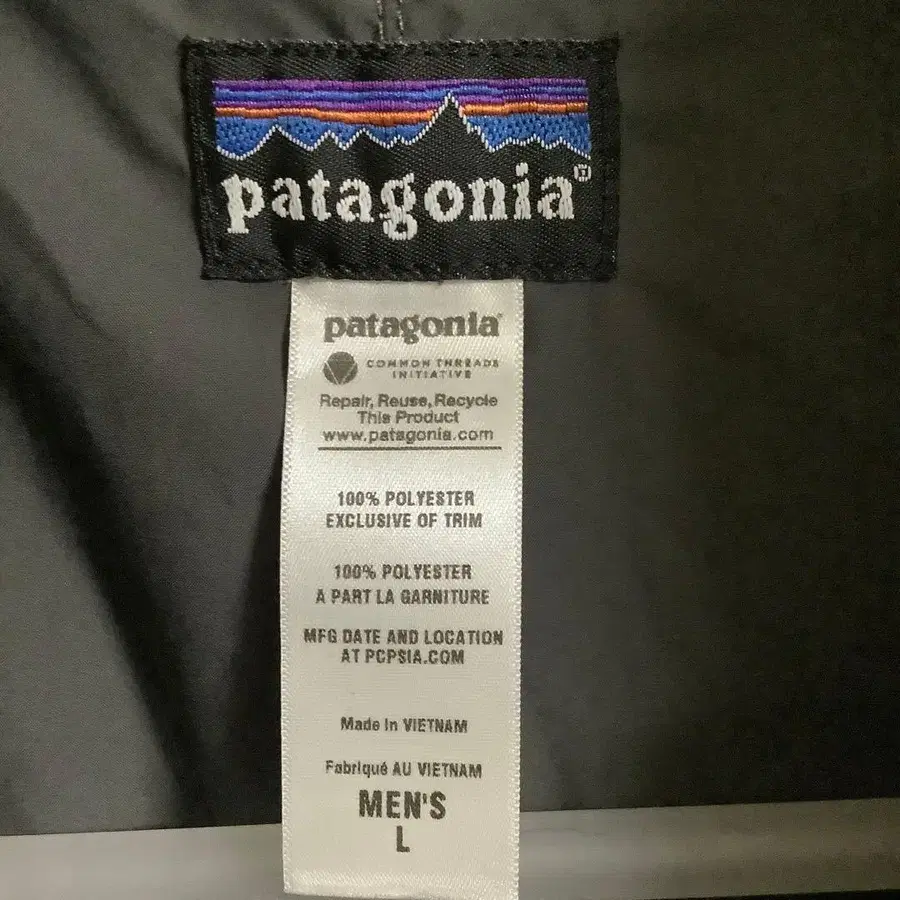 patagonia®
patagonia®
COMMON THREADS
INITIATIVE
Repair, Reuse, Recycle
This Product
www.patagonia.com
100% POLYESTER
EXCLUSIVE OF TRIM
100% POLYESTER
A PART LA GARNITURE
MFG DATE AND LOCATION
AT PCPSIA.COM
Made in VIETNAM
Fabriqué AU VIETNAM
MEN'S
L